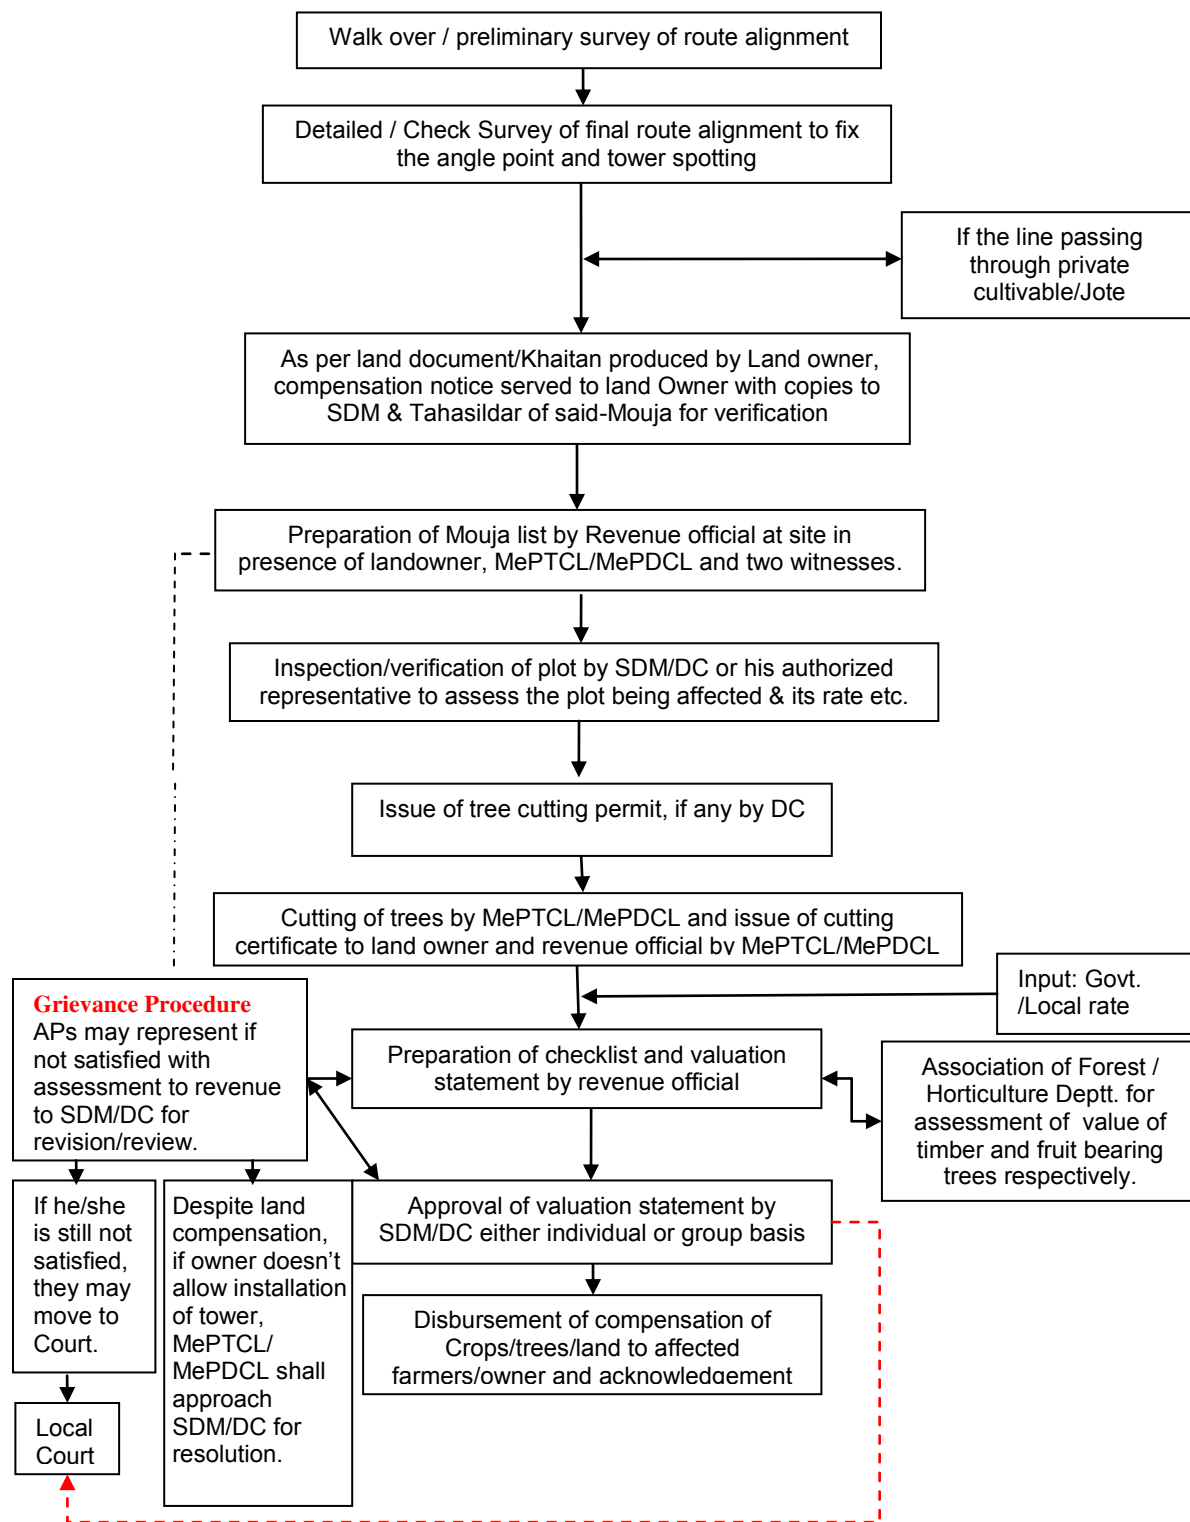 Walk over / preliminary survey of route alignment
Detailed / Check Survey of final route alignment to fix
the angle point and tower spotting
If the line passing
through private
cultivable/Jote
As per land document/Khaitan produced by Land owner,
compensation notice served to land Owner with copies to
SDM & Tahasildar of said-Mouja for verification
Preparation of Mouja list by Revenue official at site in
presence of landowner, MePTCL/MePDCL and two witnesses.
Inspection/verification of plot by SDM/DC or his authorized
representative to assess the plot being affected & its rate etc.
Issue of tree cutting permit, if any by DC
Cutting of trees by MePTCL/MePDCL and issue of cutting
certificate to land owner and revenue official by MePTCL/MePDCL
Input: Govt.
/Local rate
Grievance Procedure
APs may represent if
not satisfied with
assessment to revenue
to SDM/DC for
revision/review.
Preparation of checklist and valuation
statement by revenue official
Association of Forest /
Horticulture Deptt. for
assessment of value of
timber and fruit bearing
trees respectively.
If he/she
is still not
satisfied,
they may
move to
Court.
Despite land
compensation,
if owner doesn't
allow installation
of tower,
MePTCL/
MePDCL shall
approach
SDM/DC for
resolution.
Approval of valuation statement by
SDM/DC either individual or group basis
Disbursement of compensation of
Crops/trees/land to affected
farmers/owner and acknowledgement
Local
Court